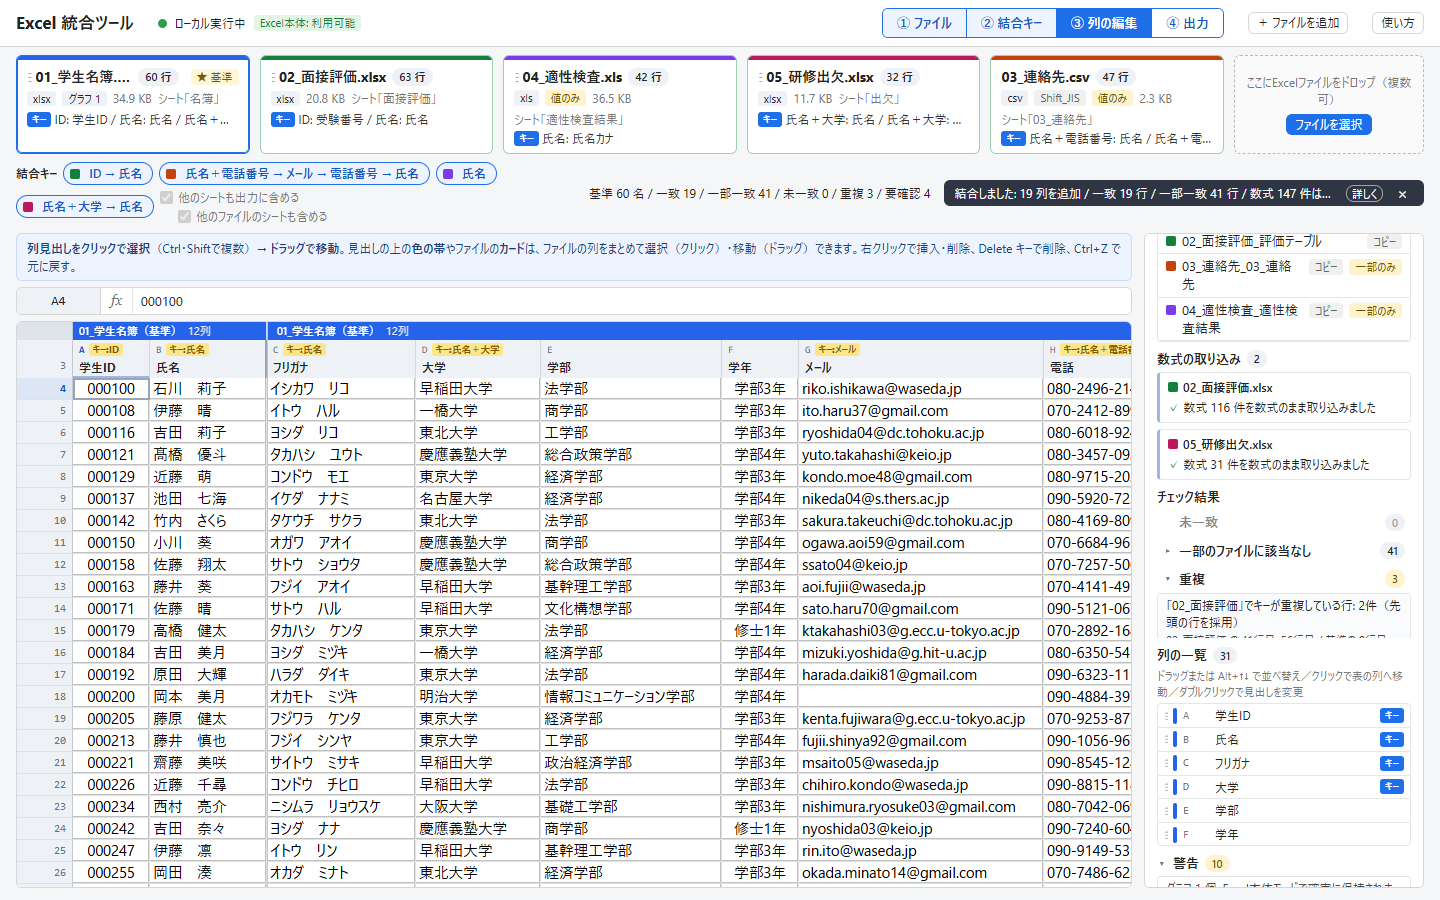 Excel 統合ツール ローカル実行中 Excel本体: 利用可能 ① ファイル ② 結合キー ③ 列の編集 ④ 出力 ＋ ファイルを追加 使い方
01_学生名簿.... 60 行 ★ 基準
xlsx グラフ 1 34.9 KB シート「名簿」
キー ID: 学生ID / 氏名: 氏名 / 氏名＋...
02_面接評価.xlsx 63 行
xlsx 20.8 KB シート「面接評価」
キー ID: 受験番号 / 氏名: 氏名
04_適性検査.xls 42 行
xls 値のみ 36.5 KB
シート「適性検査結果」
キー 氏名: 氏名カナ
05_研修出欠.xlsx 32 行
xlsx 11.7 KB シート「出欠」
キー 氏名＋大学: 氏名 / 氏名＋大学: ...
03_連絡先.csv 47 行
csv Shift_JIS 値のみ 2.3 KB
シート「03_連絡先」
キー 氏名＋電話番号: 氏名 / 氏名＋電...
ここにExcelファイルをドロップ（複数
可）
ファイルを選択
結合キー ID → 氏名 氏名＋電話番号 → メール → 電話番号 → 氏名 氏名
氏名＋大学 → 氏名 他のシートも出力に含める
他のファイルのシートも含める
基準 60 名 / 一致 19 / 一部一致 41 / 未一致 0 / 重複 3 / 要確認 4
結合しました: 19 列を追加 / 一致 19 行 / 一部一致 41 行 / 数式 147 件は... 詳しく ✕
列見出しをクリックで選択（Ctrl·Shiftで複数）→ ドラッグで移動。見出しの上の色の帯やファイルのカードは、ファイルの列をまとめて選択（クリック）·移動（ドラッグ）できます。右クリックで挿入·削除、Delete キーで削除、Ctrl+Z で
元に戻す。
A4 fx 000100
01_学生名簿（基準） 12列 01_学生名簿（基準） 12列
A キー:ID B キー:氏名 C キー:氏名 D キー:氏名＋大学 E F G キー:メール H キー:氏名＋電話番
3 学生ID 氏名 フリガナ 大学 学部 学年 メール 電話
4 000100 石川 莉子 イシカワ リコ 早稲田大学 法学部 学部3年 riko.ishikawa@waseda.jp 080-2496-214
5 000108 伊藤 晴 イトウ ハル 一橋大学 商学部 学部3年 ito.haru37@gmail.com 070-2412-899
6 000116 吉田 莉子 ヨシダ リコ 東北大学 工学部 学部3年 ryoshida04@dc.tohoku.ac.jp 080-6018-924
7 000121 髙橋 優斗 タカハシ ユウト 慶應義塾大学 総合政策学部 学部4年 yuto.takahashi@keio.jp 080-3457-09
8 000129 近藤 萌 コンドウ モエ 東京大学 経済学部 学部3年 kondo.moe48@gmail.com 080-9715-20
9 000137 池田 七海 イケダ ナナミ 名古屋大学 経済学部 学部4年 nikeda04@s.thers.ac.jp 090-5920-72
10 000142 竹内 さくら タケウチ サクラ 東北大学 法学部 学部3年 sakura.takeuchi@dc.tohoku.ac.jp 080-4169-809
11 000150 小川 葵 オガワ アオイ 慶應義塾大学 商学部 学部4年 ogawa.aoi59@gmail.com 070-6684-96
12 000158 佐藤 翔太 サトウ ショウタ 慶應義塾大学 総合政策学部 学部4年 ssato04@keio.jp 070-7257-50
13 000163 藤井 葵 フジイ アオイ 早稲田大学 基幹理工学部 学部3年 aoi.fujii@waseda.jp 070-4141-49
14 000171 佐藤 晴 サトウ ハル 早稲田大学 文化構想学部 学部4年 sato.haru70@gmail.com 090-5121-06
15 000179 高橋 健太 タカハシ ケンタ 東京大学 法学部 修士1年 ktakahashi03@g.ecc.u-tokyo.ac.jp 070-2892-16
16 000184 吉田 美月 ヨシダ ミヅキ 一橋大学 経済学部 学部4年 mizuki.yoshida@g.hit-u.ac.jp 080-6350-54
17 000192 原田 大輝 ハラダ ダイキ 東京大学 法学部 学部4年 harada.daiki81@gmail.com 090-6323-11
18 000200 岡本 美月 オカモト ミヅキ 明治大学 情報コミュニケーション学部 学部4年 090-4884-39
19 000205 藤原 健太 フジワラ ケンタ 東京大学 経済学部 学部3年 kenta.fujiwara@g.ecc.u-tokyo.ac.jp 070-9253-87
20 000213 藤井 慎也 フジイ シンヤ 東京大学 工学部 学部4年 fujii.shinya92@gmail.com 090-1056-96
21 000221 齋藤 美咲 サイトウ ミサキ 早稲田大学 政治経済学部 学部3年 msaito05@waseda.jp 090-8545-12
22 000226 近藤 千尋 コンドウ チヒロ 早稲田大学 法学部 学部3年 chihiro.kondo@waseda.jp 090-8815-11
23 000234 西村 亮介 ニシムラ リョウスケ 大阪大学 基礎工学部 学部3年 nishimura.ryosuke03@gmail.com 080-7042-06
24 000242 吉田 奈々 ヨシダ ナナ 慶應義塾大学 商学部 修士1年 nyoshida03@keio.jp 090-7240-60
25 000247 伊藤 凛 イトウ リン 早稲田大学 基幹理工学部 学部3年 rin.ito@waseda.jp 090-9149-53
26 000255 岡田 湊 オカダ ミナト 東北大学 経済学部 学部3年 okada.minato14@gmail.com 070-7486-62
02_面接評価_評価テーブル コピー
03_連絡先_03_連絡 コピー 一部のみ
先
04_適性検査_適性検 コピー 一部のみ
査結果
数式の取り込み 2
02_面接評価.xlsx
✓ 数式 116 件を数式のまま取り込みました
05_研修出欠.xlsx
✓ 数式 31 件を数式のまま取り込みました
チェック結果
未一致 0
一部のファイルに該当なし 41
重複 3
「02_面接評価」でキーが重複している行: 2件（先
頭の行を採用）
列の一覧 31
ドラッグまたは Alt+↑↓ で並べ替え／クリックで表の列へ移
動／ダブルクリックで見出しを変更
A 学生ID キー
B 氏名 キー
C フリガナ キー
D 大学 キー
E 学部
F 学年
警告 10